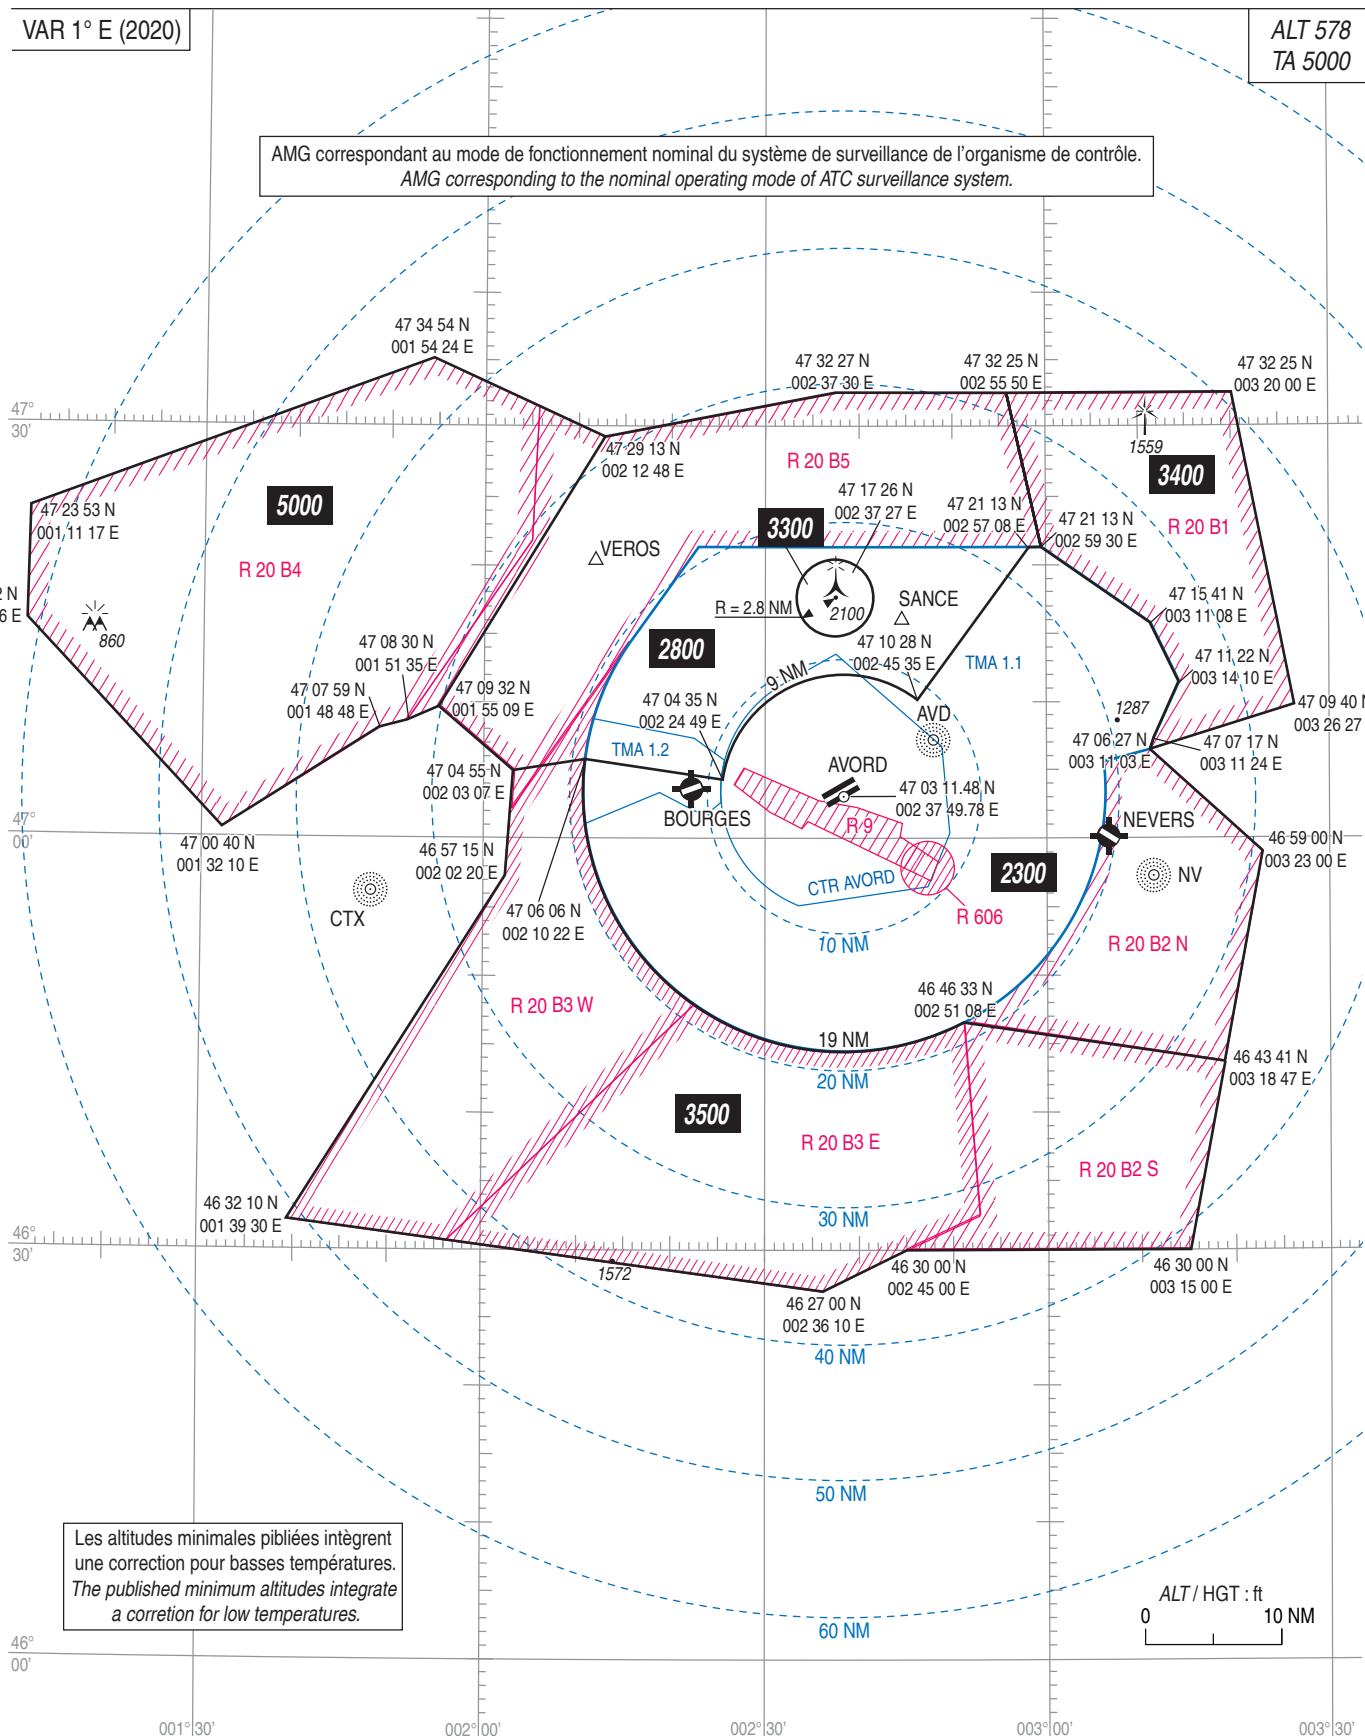 VAR 1° E (2020)
ALT 578
TA 5000
AMG correspondant au mode de fonctionnement nominal du système de surveillance de l'organisme de contrôle.
AMG corresponding to the nominal operating mode of ATC surveillance system.
47 34 54 N
001 54 24 E
47 32 27 N
002 37 30 E
47 32 25 N
002 55 50 E
47 32 25 N
003 20 00 E
47°
30'
1559
47 29 13 N
002 12 48 E
R 20 B5
3400
5000
47 23 53 N
001 11 17 E
47 17 26 N
002 37 27 E
3300
47 21 13 N
002 57 08 E
47 21 13 N
002 59 30 E
R 20 B1
VEROS
R 20 B4
2 N
6 E
860
R = 2.8 NM
2100
SANCE
47 15 41 N
003 11 08 E
2800
47 08 30 N
001 51 35 E
47 10 28 N
002 45 35 E
TMA 1.1
47 11 22 N
003 14 10 E
47 07 59 N
001 48 48 E
47 09 32 N
001 55 09 E
47 04 35 N
002 24 49 E
9 NM
AVD
1287
47 09 40 N
003 26 27
47 06 27 N
003 11 03 E
47 07 17 N
003 11 24 E
TMA 1.2
47 04 55 N
002 03 07 E
AVORD
47 03 11.48 N
002 37 49.78 E
BOURGES
R 9
NEVERS
47°
00'
47 00 40 N
001 32 10 E
46 57 15 N
002 02 20 E
46 59 00 N
003 23 00 E
CTR AVORD
2300
NV
CTX
47 06 06 N
002 10 22 E
R 606
10 NM
R 20 B2 N
R 20 B3 W
46 46 33 N
002 51 08 E
19 NM
20 NM
46 43 41 N
003 18 47 E
3500
R 20 B3 E
R 20 B2 S
46 32 10 N
001 39 30 E
30 NM
46°
30'
1572
46 30 00 N
002 45 00 E
46 30 00 N
003 15 00 E
46 27 00 N
002 36 10 E
40 NM
50 NM
Les altitudes minimales pibliées intègrent
une correction pour basses températures.
The published minimum altitudes integrate
a corretion for low temperatures.
ALT / HGT : ft
0 10 NM
60 NM
46°
00'
001° 30'
002° 00'
002° 30'
003° 00'
003° 30'